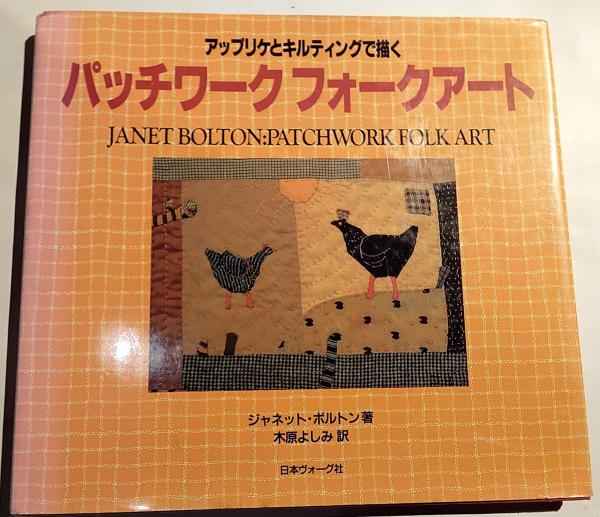 アップリケとキルティングで描く
パッチワーク フォークアート
JANET BOLTON:PATCHWORK FOLK ART
ジャネット・ボルトン 著
木原よしみ 訳
日本ヴォーグ社